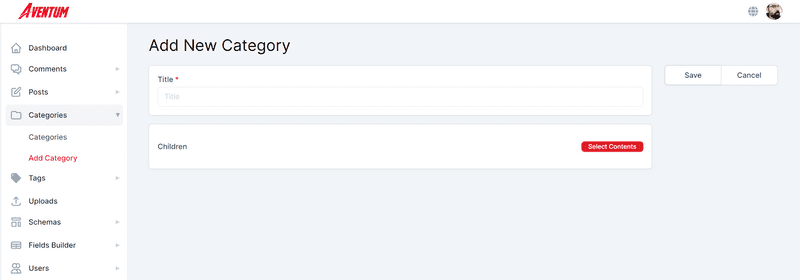 AVENTUM
Dashboard
Comments
Posts
Categories
Categories
Add Category
Tags
Uploads
Schemas
Fields Builder
Users
Add New Category
Title *
Title
Children
Select Contents
Save
Cancel